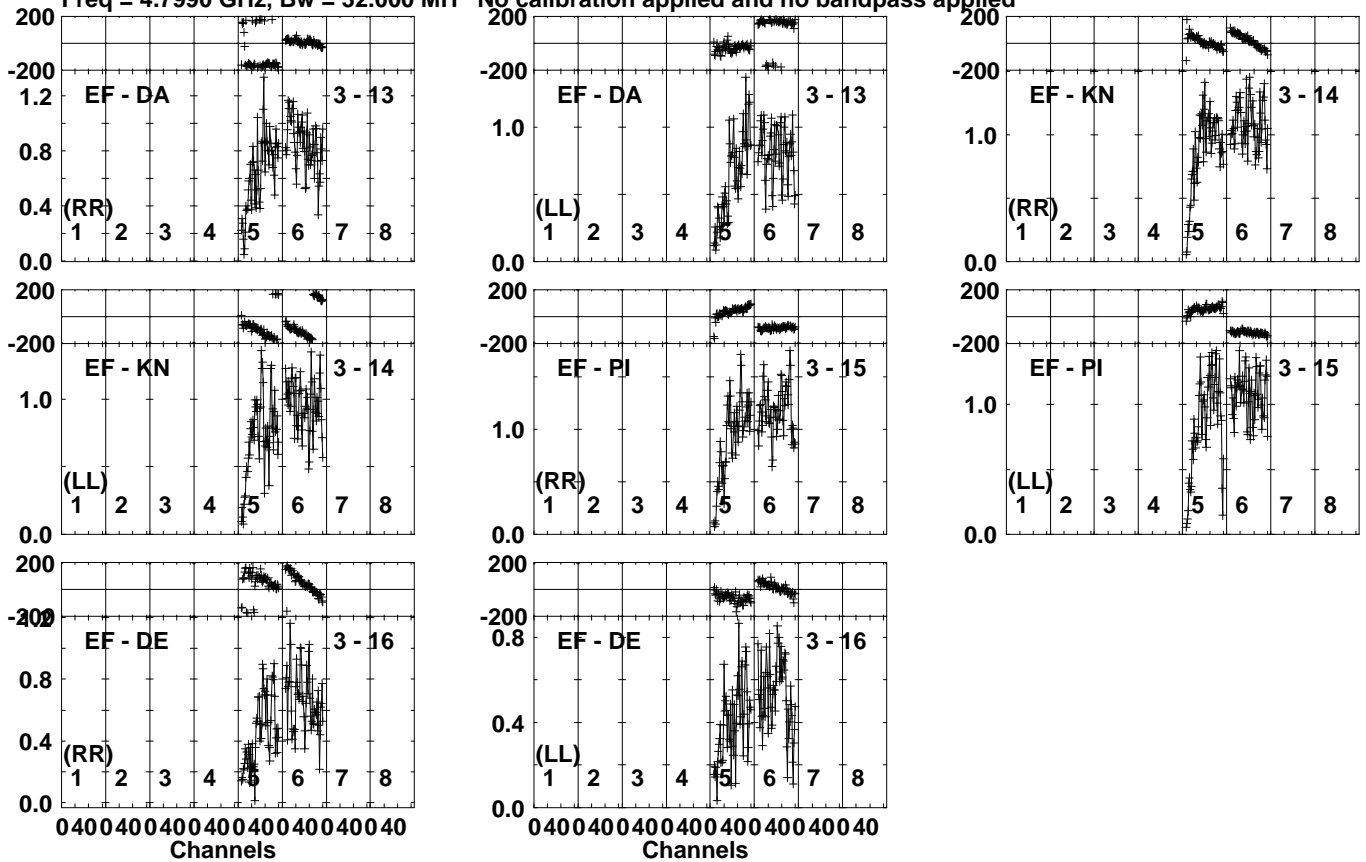 Freq = 4.7990 GHz, Bw = 32.000 MH No calibration applied and no bandpass applied
200
-200
EF - DA 3 - 13
1.2
0.8
0.4
0.0
(RR)
1 2 3 4 5 6 7 8
200
-200
EF - DA 3 - 13
1.0
0.0
(LL)
1 2 3 4 5 6 7 8
200
-200
EF - KN 3 - 14
1.0
0.0
(RR)
1 2 3 4 5 6 7 8
200
-200
EF - KN 3 - 14
1.0
0.0
(LL)
1 2 3 4 5 6 7 8
200
-200
EF - PI 3 - 15
1.0
0.0
(RR)
1 2 3 4 5 6 7 8
200
-200
EF - PI 3 - 15
1.0
0.0
(LL)
1 2 3 4 5 6 7 8
200
-200
1.2
EF - DE 3 - 16
0.8
0.4
0.0
(RR)
1 2 3 4 5 6 7 8
0 40 0 40 0 40 0 40 0 40 0 40 0 40 0 40
Channels
200
-200
EF - DE 3 - 16
0.8
0.4
0.0
(LL)
1 2 3 4 5 6 7 8
0 40 0 40 0 40 0 40 0 40 0 40 0 40 0 40
Channels